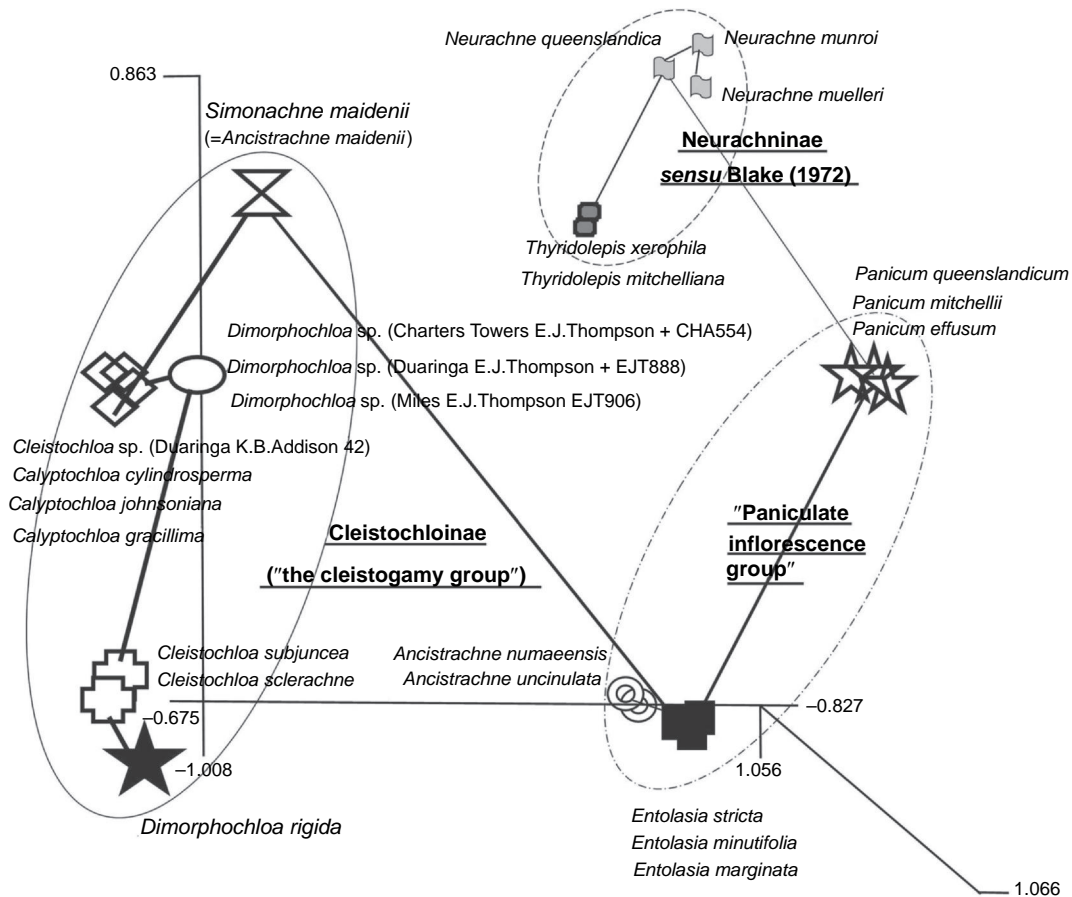 Neurachne queenslandica
Neurachne munroi
0.863
Neurachne muelleri
Simonachne maidenii
(=Ancistrachne maidenii)
Neurachninae
sensu Blake (1972)
Thyridolepis xerophila
Thyridolepis mitchelliana
Panicum queenslandicum
Panicum mitchellii
Panicum effusum
Dimorphochloa sp. (Charters Towers E.J.Thompson + CHA554)
Dimorphochloa sp. (Duaringa E.J.Thompson + EJT888)
Dimorphochloa sp. (Miles E.J.Thompson EJT906)
Cleistochloa sp. (Duaringa K.B.Addison 42)
Calyptochloa cylindrosperma
Calyptochloa johnsoniana
Calyptochloa gracillima
Cleistochloinae
("the cleistogamy group")
"Paniculate
inflorescence
group"
Cleistochloa subjuncea
Cleistochloa sclerachne
Ancistrachne numaeensis
Ancistrachne uncinulata
–0.675
–0.827
–1.008
1.056
Dimorphochloa rigida
Entolasia stricta
Entolasia minutifolia
Entolasia marginata
1.066